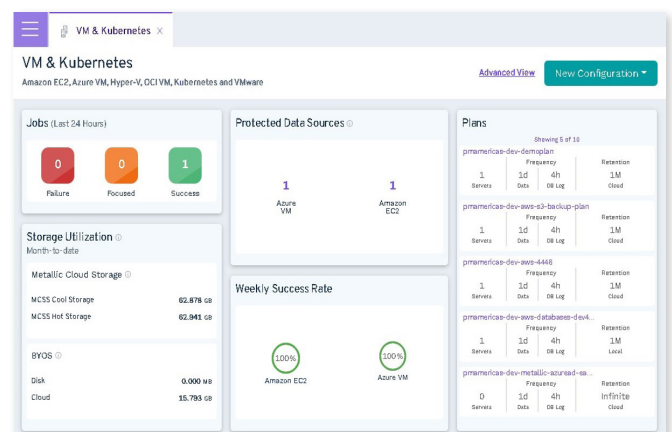 VM & Kubernetes ×
VM & Kubernetes
Amazon EC2, Azure VM, Hyper-V, OCI VM, Kubernetes and VMware
Advanced View
New Configuration
Jobs (Last 24 Hours)
0
0
1
Failure
Focused
Success
Storage Utilization
Month-to-date
Metallic Cloud Storage
MCSS Cool Storage 62.878 GB
MCSS Hot Storage 62.941 GB
BYOS
Disk 0.000 MB
Cloud 15.793 GB
Protected Data Sources
1
1
Azure VM
Amazon EC2
Weekly Success Rate
100%
100%
Amazon EC2
Azure VM
Plans
Showing 5 of 10
pmamericas-dev-demoplan
Frequency Retention
1 1d 4h 1M
Servers Data DB Log Cloud
pmamericas-dev-aws-s3-backup-plan
Frequency Retention
1 1d 4h 1M
Servers Data DB Log Cloud
pmamericas-dev-aws-4446
Frequency Retention
1 1d 4h 1M
Servers Data DB Log Cloud
pmamericas-dev-aws-databases-dev4...
Frequency Retention
1 1d 4h 1M
Servers Data DB Log Local
pmamericas-dev-metallic-azuread-sa...
Frequency Retention
0 1d 4h Infinite
Servers Data DB Log Cloud